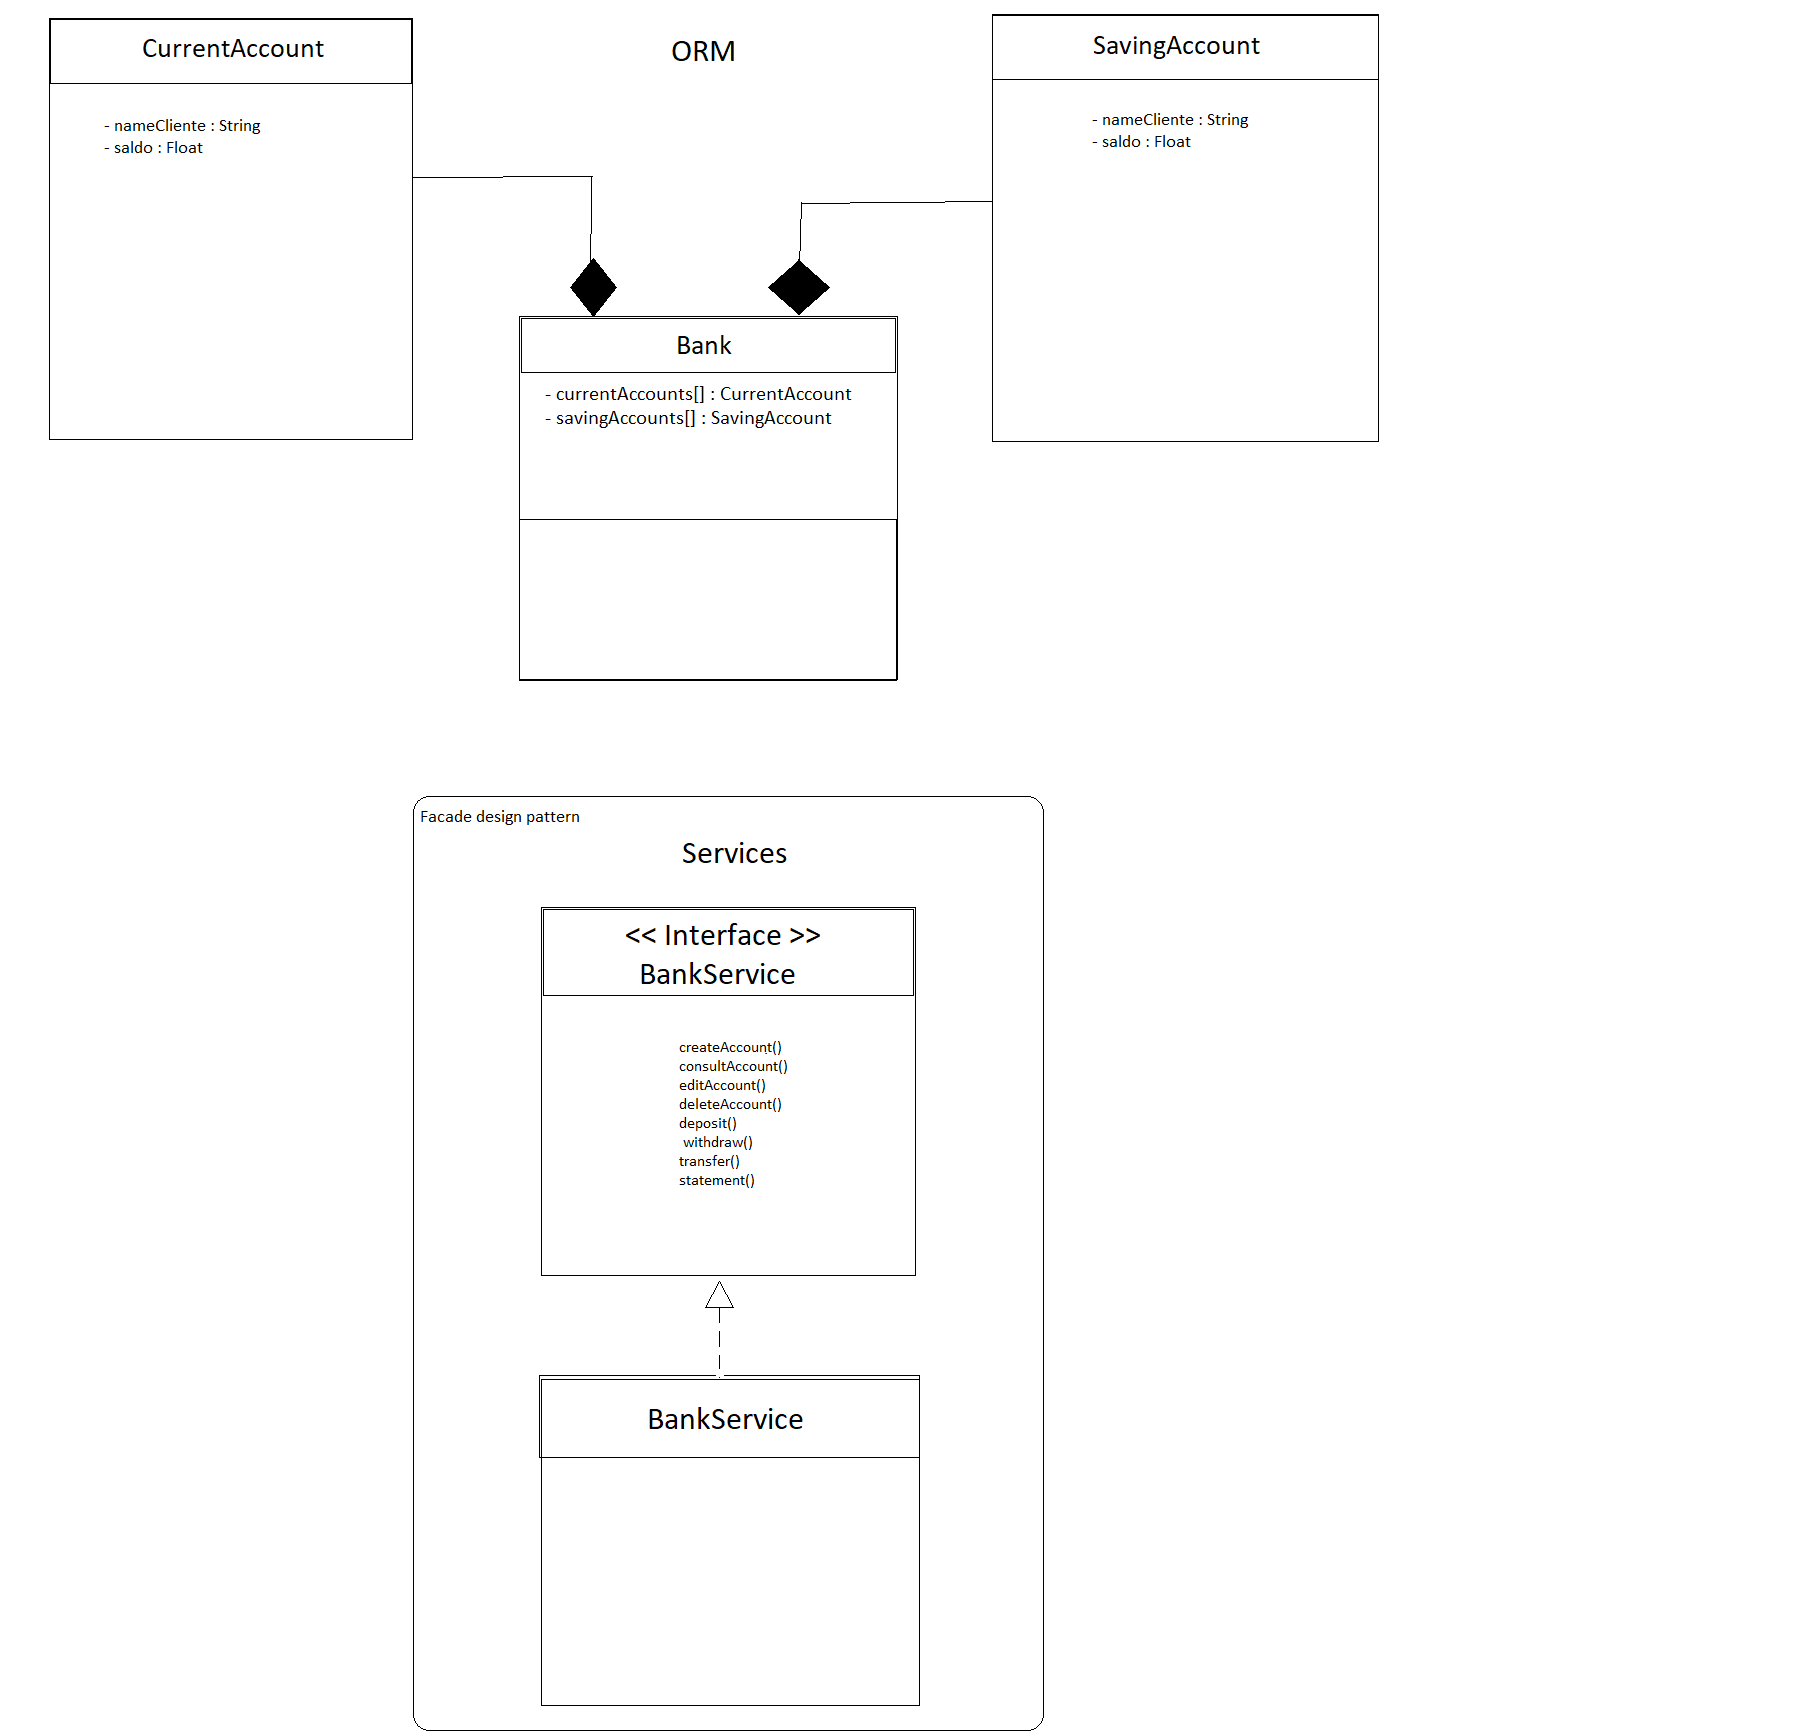 CurrentAccount
- nameCliente : String
- saldo : Float
ORM
SavingAccount
- nameCliente : String
- saldo : Float
Bank
- currentAccounts[] : CurrentAccount
- savingAccounts[] : SavingAccount
Facade design pattern
Services
<< Interface >>
BankService
createAccount()
consultAccount()
editAccount()
deleteAccount()
deposit()
withdraw()
transfer()
statement()
BankService